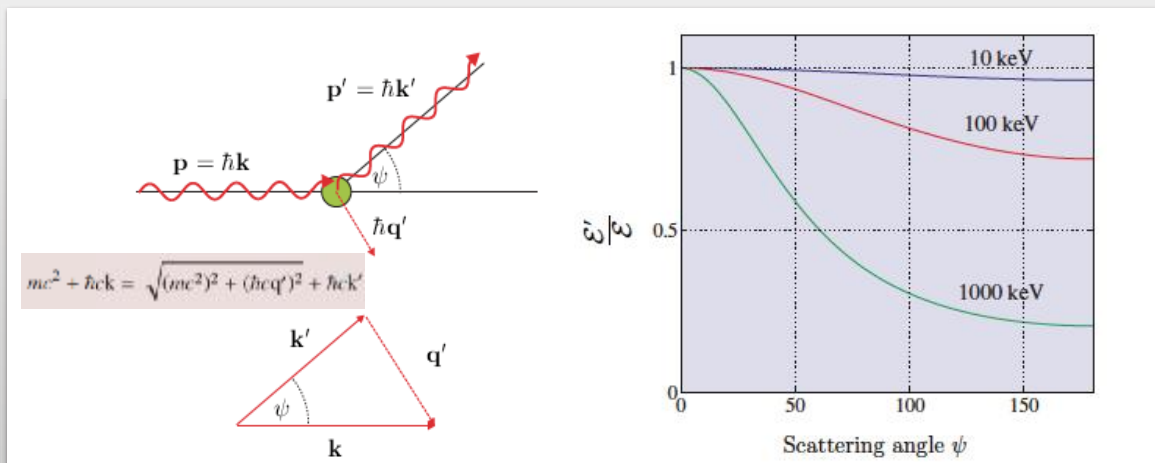 p′ = ħk′
p = ħk
ψ
ħq′
mc² + ħck = √(mc²)² + (ħcq′)² + ħck′
k′
q′
ψ
k
10 keV
100 keV
1000 keV
1
0.5
0
ℰ′/ℰ
0 50 100 150
Scattering angle ψ